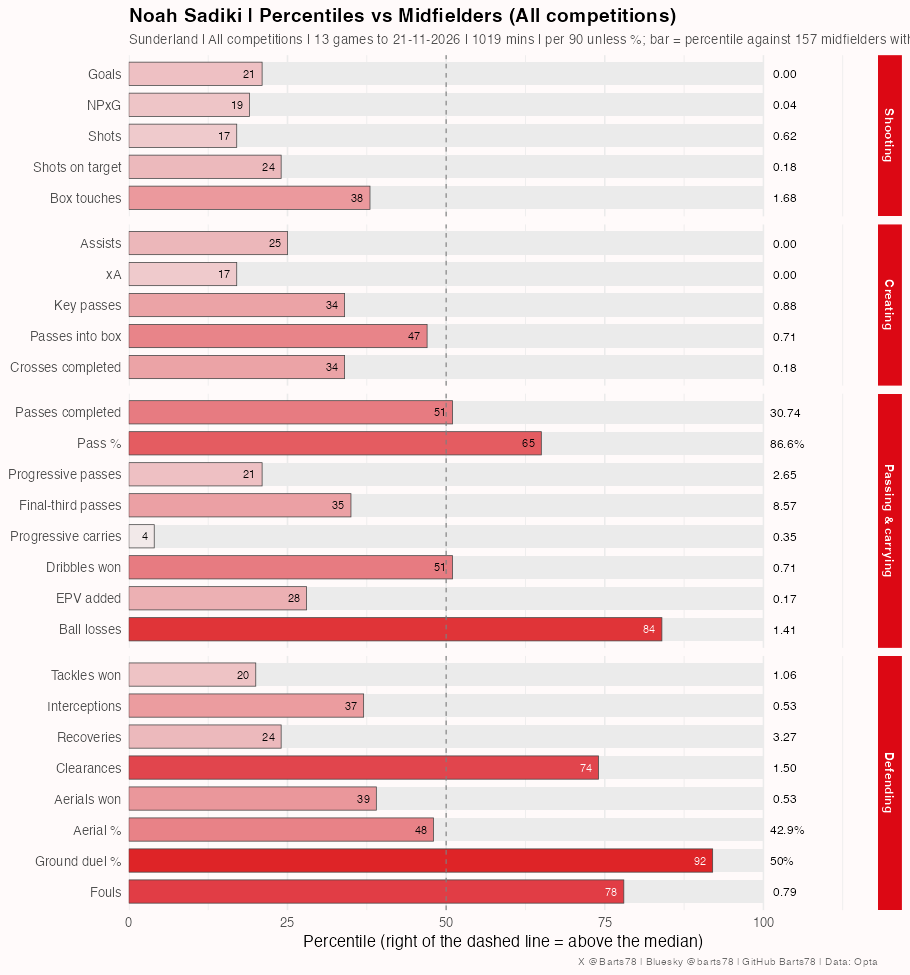 Noah Sadiki | Percentiles vs Midfielders (All competitions)
Sunderland | All competitions | 13 games to 21-11-2026 | 1019 mins | per 90 unless %; bar = percentile against 157 midfielders with
Goals 21 0.00
NPxG 19 0.04
Shots 17 0.62
Shots on target 24 0.18
Box touches 38 1.68
Shooting
Assists 25 0.00
xA 17 0.00
Key passes 34 0.88
Passes into box 47 0.71
Crosses completed 34 0.18
Creating
Passes completed 51 30.74
Pass % 65 86.6%
Progressive passes 21 2.65
Final-third passes 35 8.57
Progressive carries 4 0.35
Dribbles won 51 0.71
EPV added 28 0.17
Ball losses 84 1.41
Passing & carrying
Tackles won 20 1.06
Interceptions 37 0.53
Recoveries 24 3.27
Clearances 74 1.50
Aerials won 39 0.53
Aerial % 48 42.9%
Ground duel % 92 50%
Fouls 78 0.79
Defending
0 25 50 75 100
Percentile (right of the dashed line = above the median)
X @Barts78 | Bluesky @barts78 | GitHub Barts78 | Data: Opta